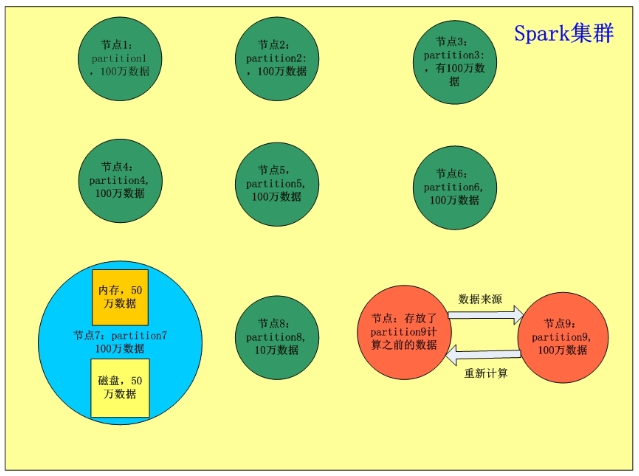 Spark集群
节点1:
partition1
，100万数据
节点2:
partition2:
，100万数据
节点3:
partition3:
，有100万数
据
节点4:
partition4,
100万数据
节点5，
partition5,
100万数据
节点6:
partition6,
100万数据
内存，50
万数据
节点7: partition7
100万数据
磁盘，50
万数据
节点8:
partition8,
10万数据
节点: 存放了
partition9计
算之前的数据
数据来源
重新计算
节点9:
partition9,
100万数据